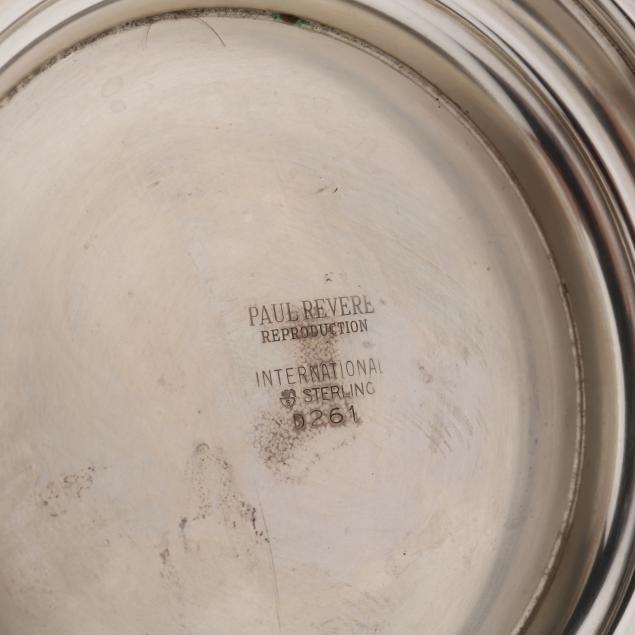 PAUL REVERE
REPRODUCTION
INTERNATIONAL
STERLING
D261